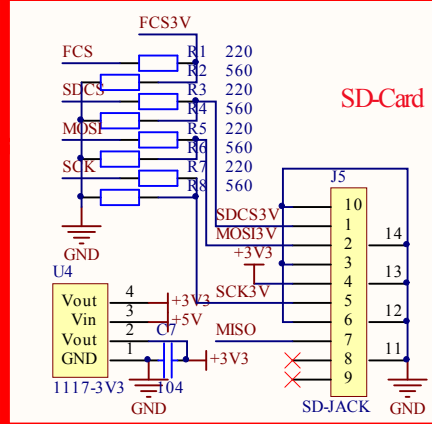 FCS3V
FCS R1 220
R2 560
SDCS R3 220
R4 560
MOSI R5 220
R6 560
SCK R7 220
R8 560
SD-Card
J5
10
SDCS3V 1
MOSI3V 2 14
+3V3 3
4 13
SCK3V 5
6 12
MISO 7
8 11
9
SD-JACK GND
GND
U4
Vout 4 +3V3
Vin 3 +5V
Vout 2 C7
GND 1 +3V3
1117-3V3 104
GND